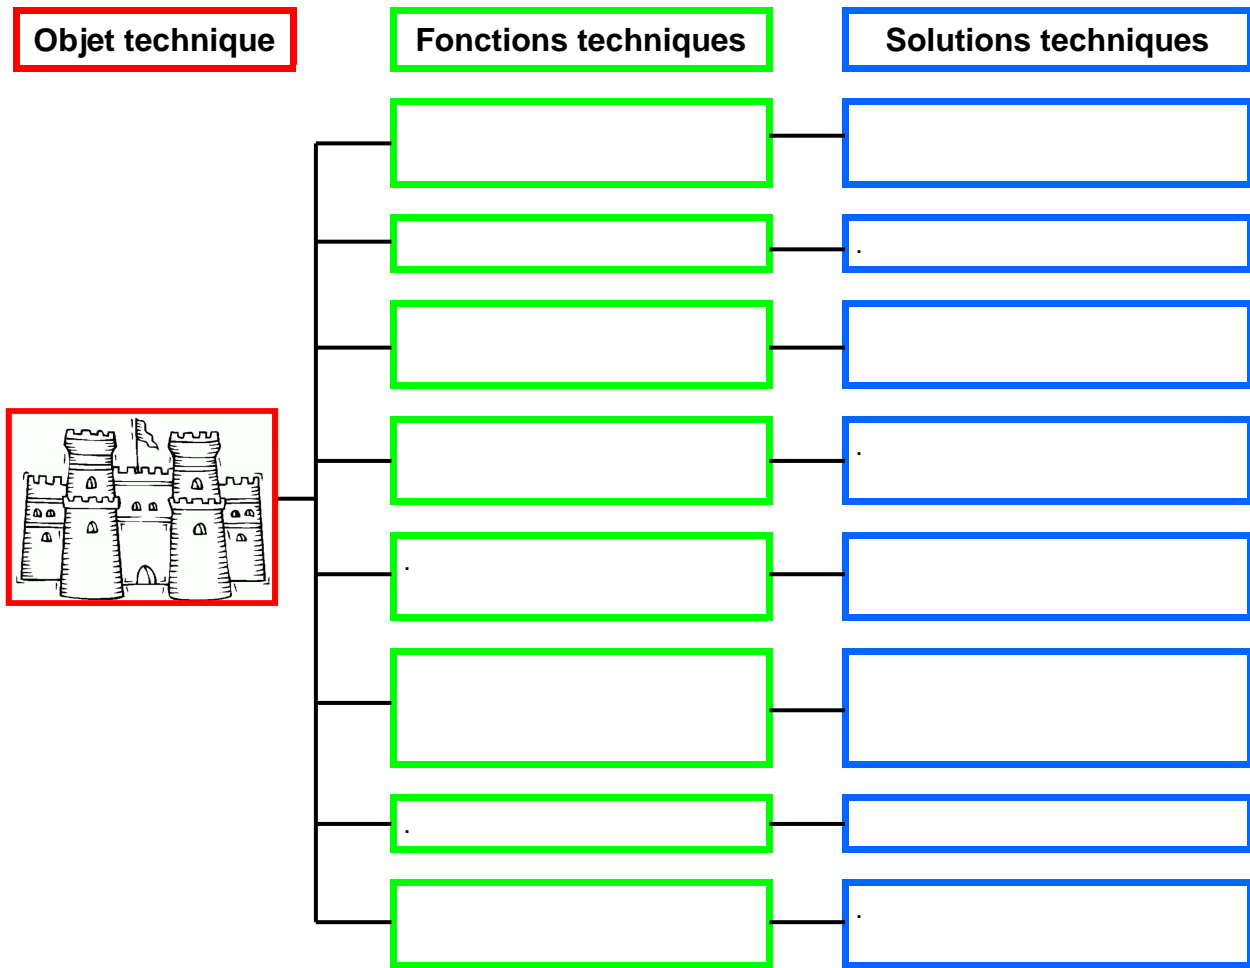 Objet technique
Fonctions techniques
Solutions techniques
.
.
.
.
.